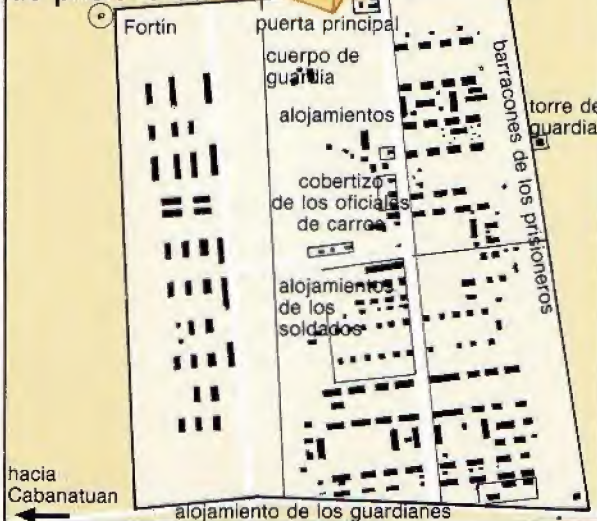 Fortín
puerta principal
cuerpo de
guardia
alojamientos
torre de
guardia
barracones de los prisioneros
cobertizo
de los oficiales
de carros
alojamientos
de los
soldados
hacia
Cabanatuan
alojamiento de los guardianes